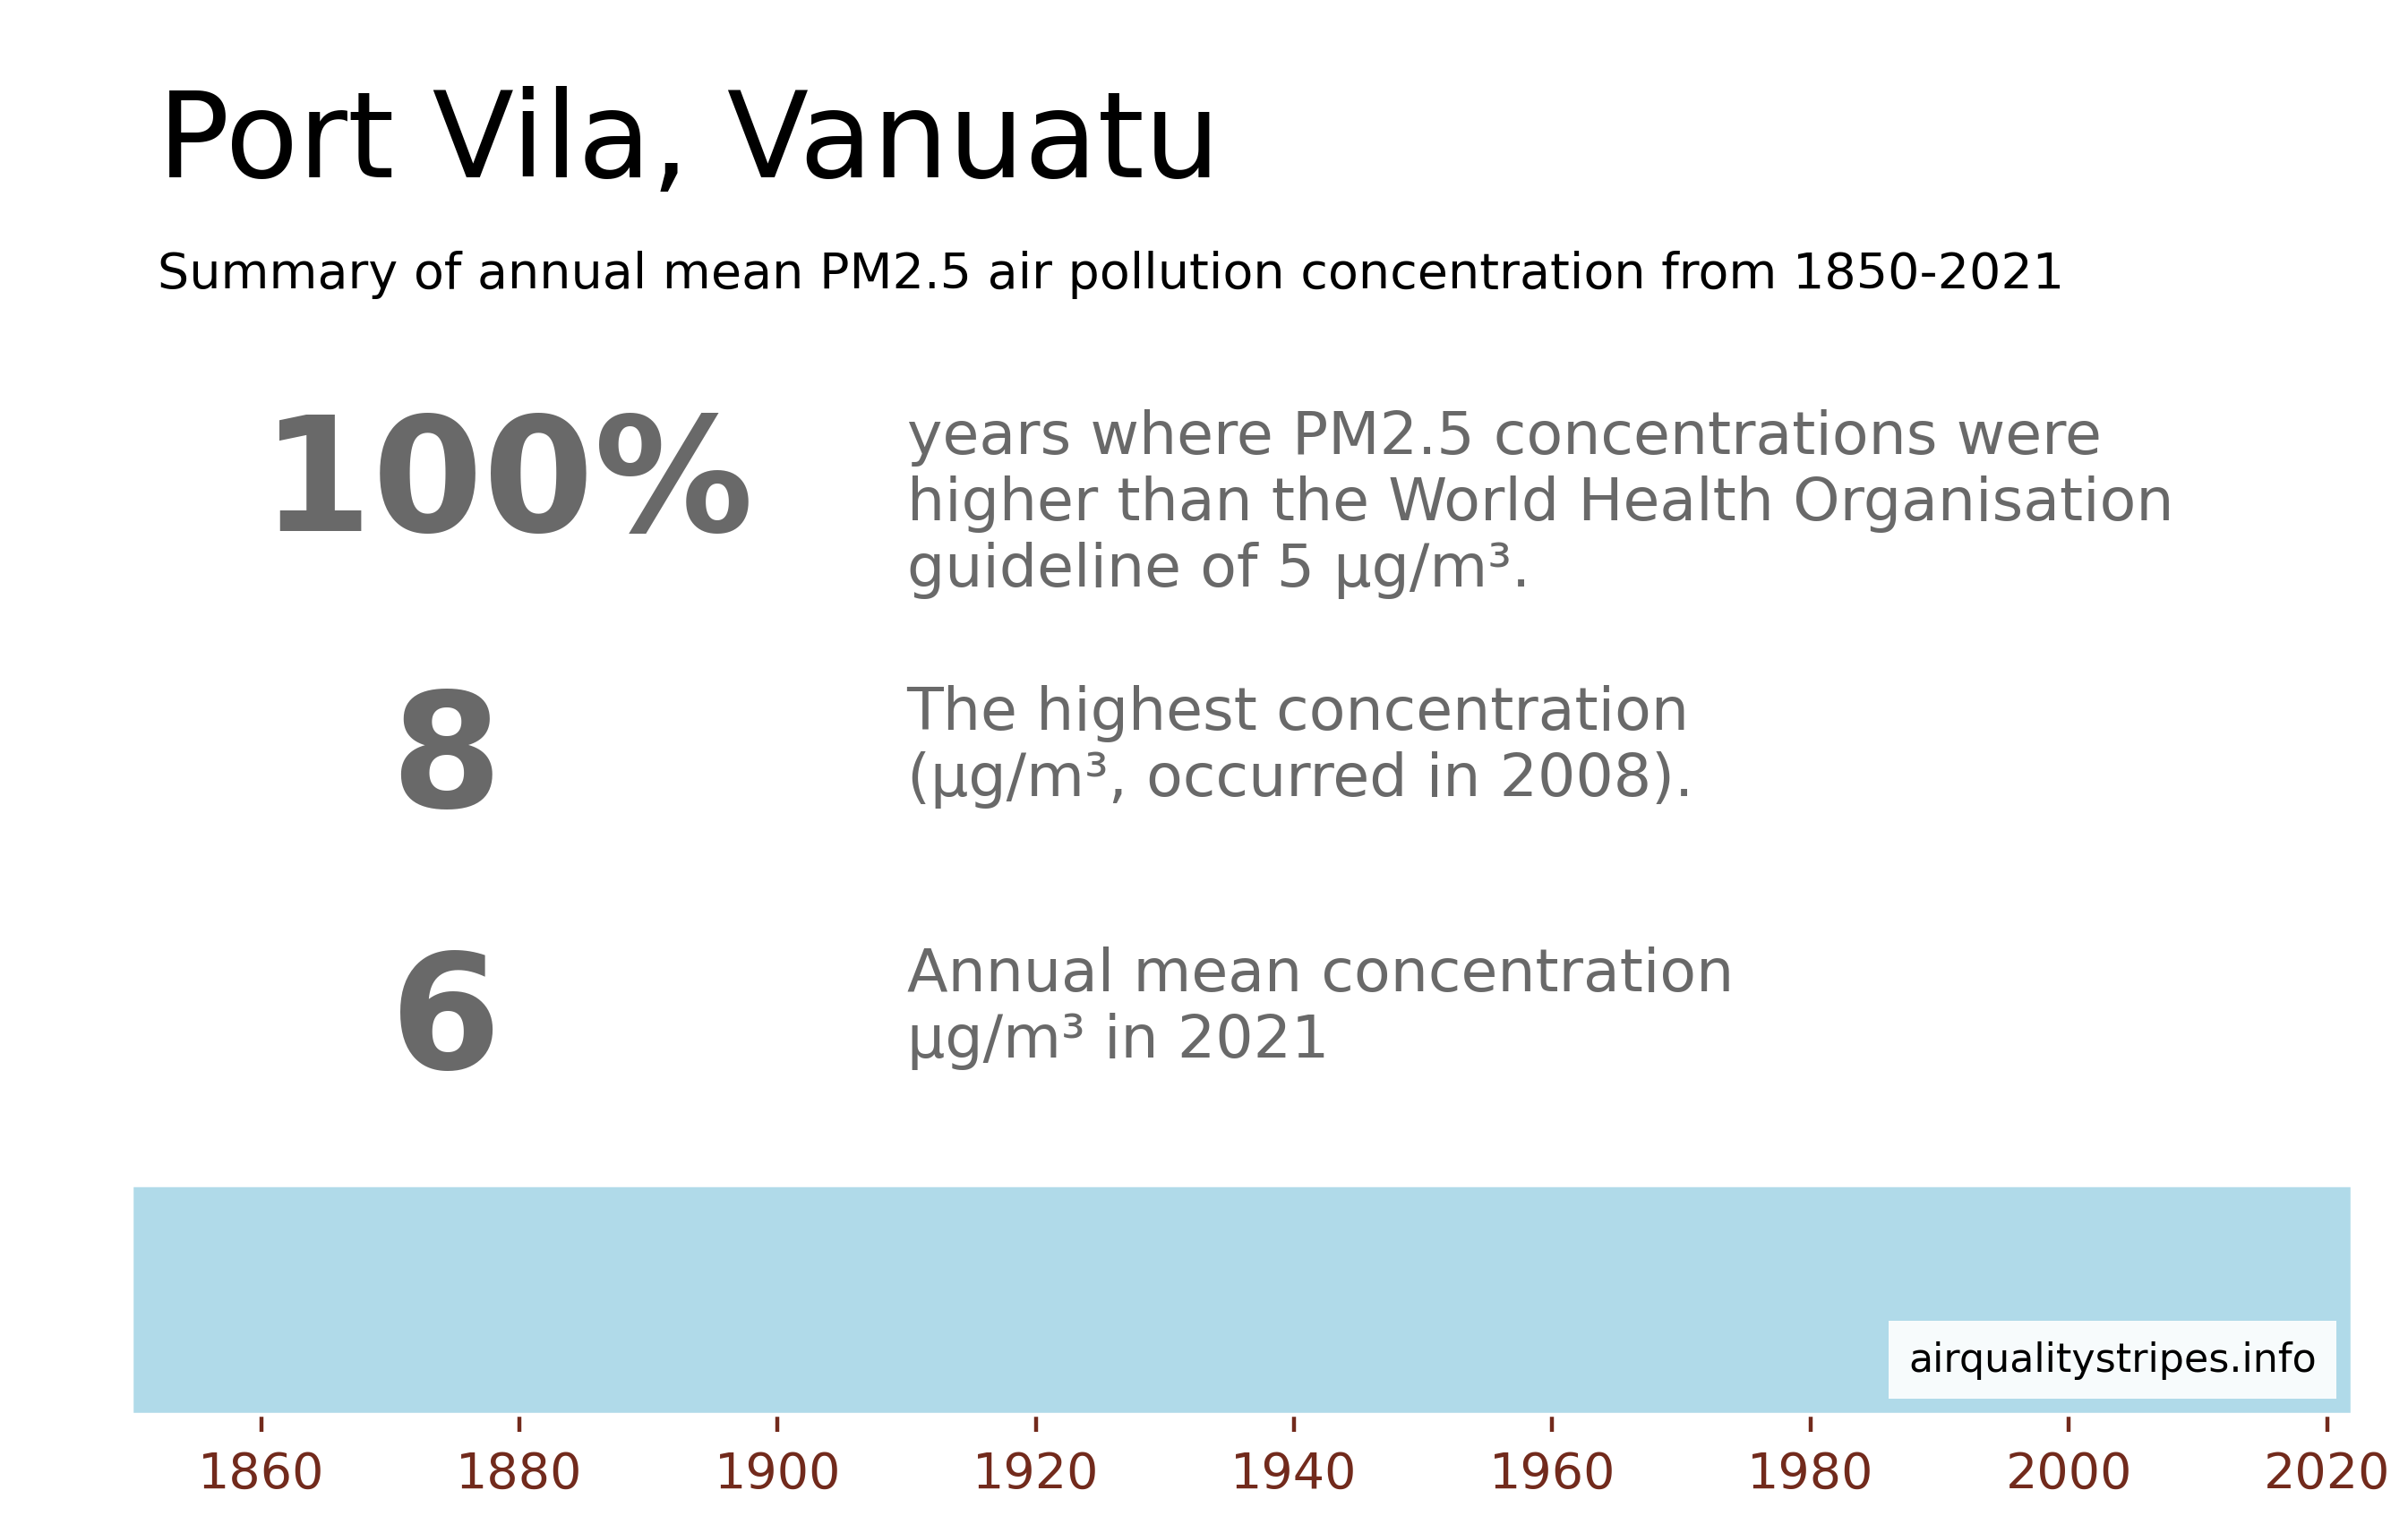 Port Vila, Vanuatu
Summary of annual mean PM2.5 air pollution concentration from 1850-2021
100%
years where PM2.5 concentrations were
higher than the World Health Organisation
guideline of 5 µg/m³.
8
The highest concentration
(µg/m³, occurred in 2008).
6
Annual mean concentration
µg/m³ in 2021
airqualitystripes.info
1860 1880 1900 1920 1940 1960 1980 2000 2020